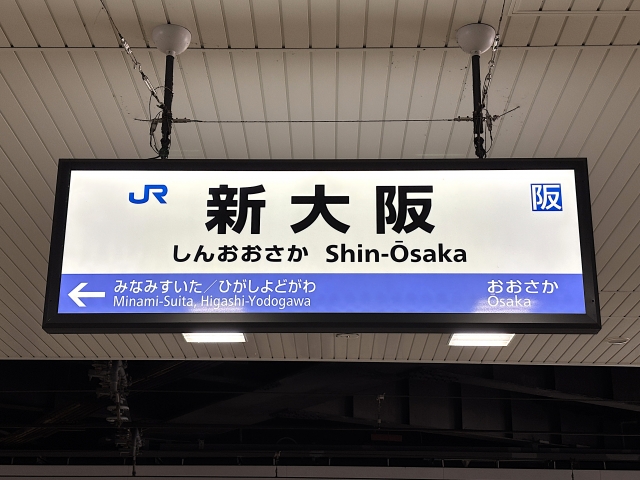 JR
新大阪
阪
しんおおさか Shin-Ōsaka
みなみすいた／ひがしよどがわ
Minami-Suita, Higashi-Yodogawa
おおさか
Ōsaka